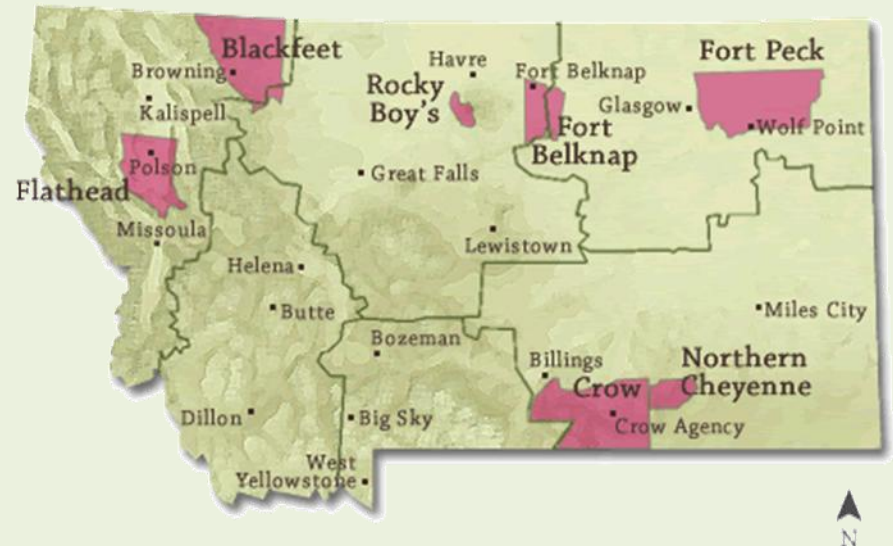 Blackfeet
Fort Peck
Browning
Havre
Fort Belknap
Rocky
Boy's
Kalispell
Glasgow
Wolf Point
Fort
Belknap
Polson
Great Falls
Flathead
Missoula
Lewistown
Helena
Butte
Miles City
Bozeman
Billings
Northern
Cheyenne
Crow
Dillon
Big Sky
Crow Agency
West
Yellowstone
N